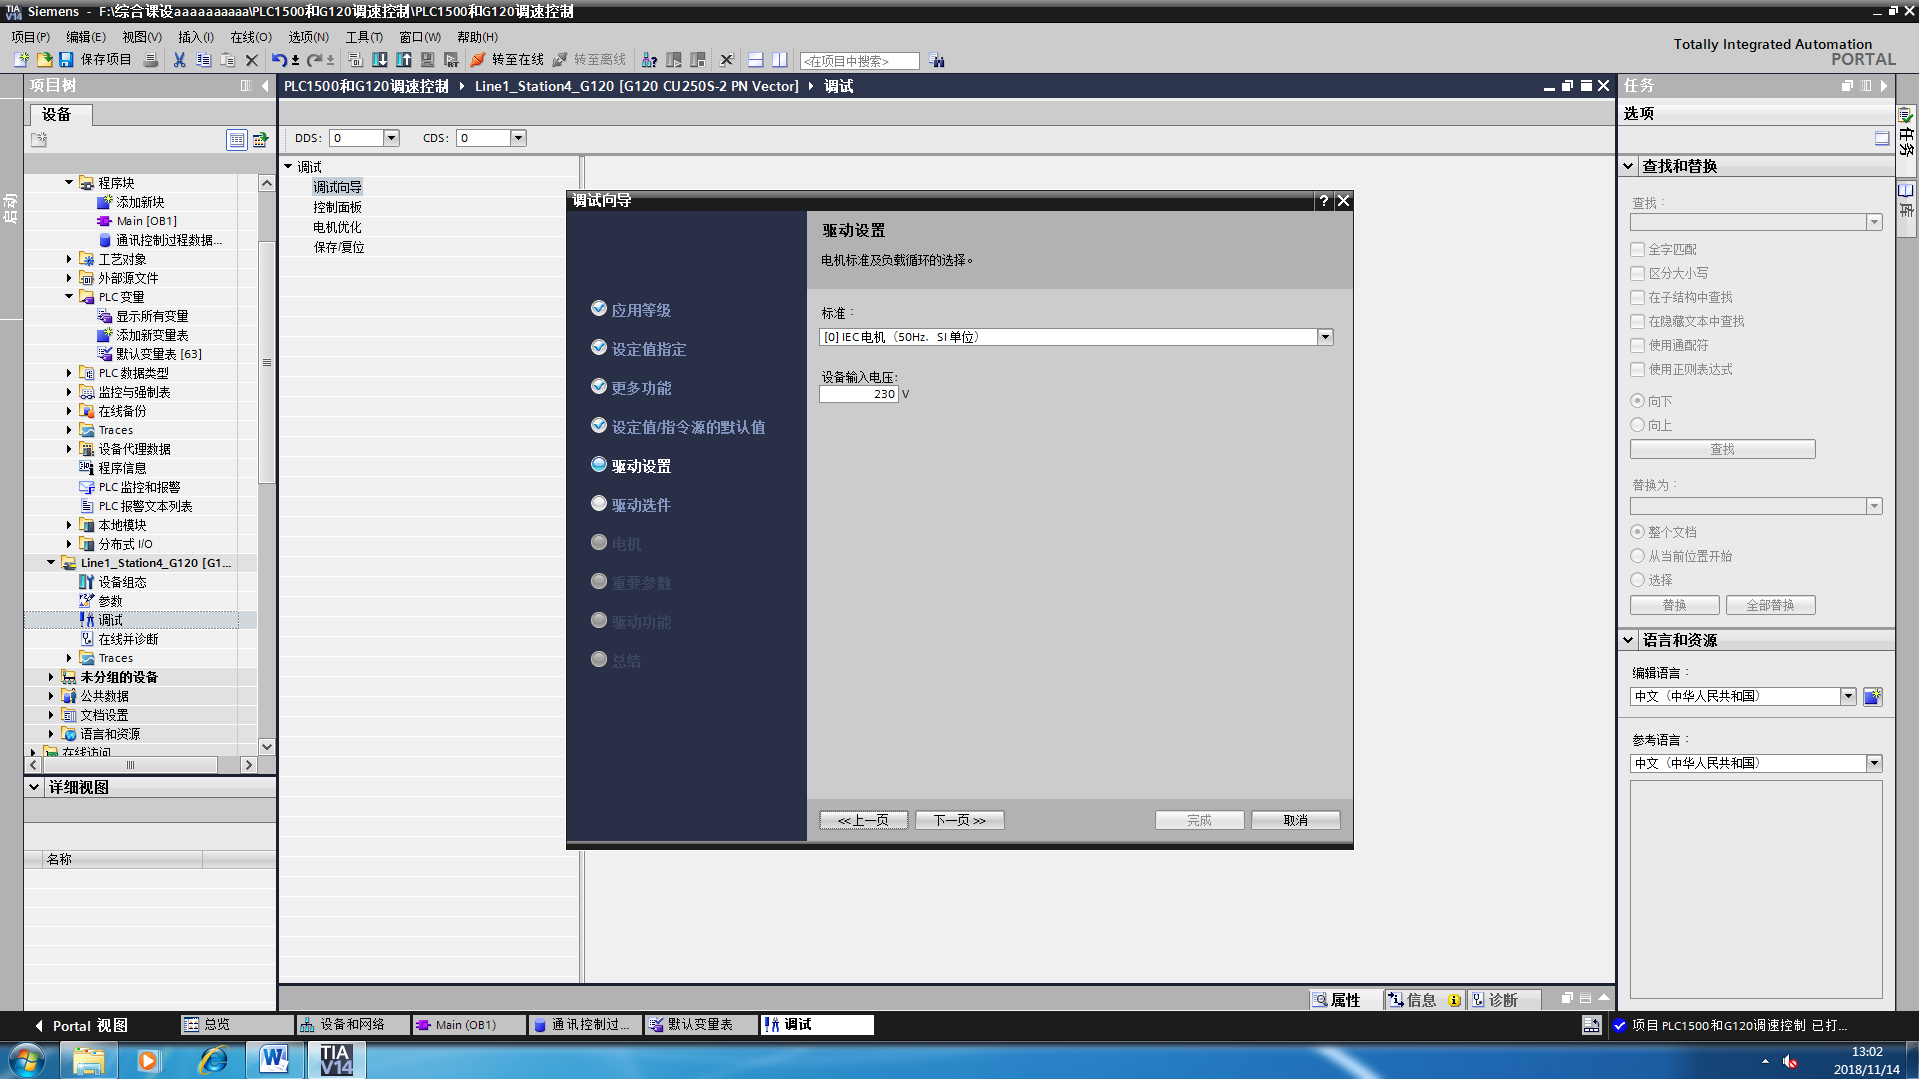 Siemens - F:\综合课设aaaaaaaaaa\PLC1500和G120调速控制\PLC1500和G120调速控制
项目(P) 编辑(E) 视图(V) 插入(I) 在线(O) 选项(N) 工具(T) 窗口(W) 帮助(H)
Totally Integrated Automation
PORTAL
保存项目 转至在线 转至离线 <在项目中搜索>
项目树
PLC1500和G120调速控制 Line1_Station4_G120 [G120 CU250S-2 PN Vector] 调试
任务
设备
选项
DDS: 0 CDS: 0
启动
程序块
添加新块
Main [OB1]
通讯控制过程数据...
工艺对象
外部源文件
PLC 变量
显示所有变量
添加新变量表
默认变量表 [63]
PLC 数据类型
监控与强制表
在线备份
Traces
设备代理数据
程序信息
PLC 监控和报警
PLC 报警文本列表
本地模块
分布式 I/O
Line1_Station4_G120 [G1...
设备组态
参数
调试
在线并诊断
Traces
未分组的设备
公共数据
文档设置
语言和资源
在线访问
详细视图
名称
调试
调试向导
控制面板
电机优化
保存/复位
调试向导
?
应用等级
设定值指定
更多功能
设定值/指令源的默认值
驱动设置
驱动选件
电机
重要参数
驱动功能
总结
驱动设置
电机标准及负载循环的选择。
标准：
[0] IEC电机（50Hz，SI 单位）
设备输入电压:
230 V
<<上一页 下一页 >> 完成 取消
查找和替换
查找：
全字匹配
区分大小写
在子结构中查找
在隐藏文本中查找
使用通配符
使用正则表达式
向下
向上
查找
替换为：
整个文档
从当前位置开始
选择
替换 全部替换
语言和资源
编辑语言：
中文（中华人民共和国）
参考语言：
中文（中华人民共和国）
任务
库
属性 信息 诊断
Portal 视图 总览 设备和网络 Main (OB1) 通讯控制过... 默认变量表 调试 项目 PLC1500和G120调速控制 已打...
TIA V14
13:02
2018/11/14